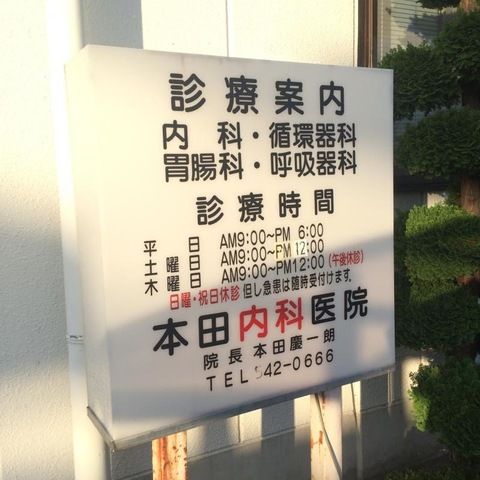 診療案内
内科・循環器科
胃腸科・呼吸器科
診療時間
平日 AM9:00~PM 6:00
土曜日 AM9:00~PM 12:00
木曜日 AM9:00~PM12:00(午後休診)
日曜・祝日休診 但し急患は随時受付けます。
本田内科医院
院長 本田慶一朗
TEL 542-0666